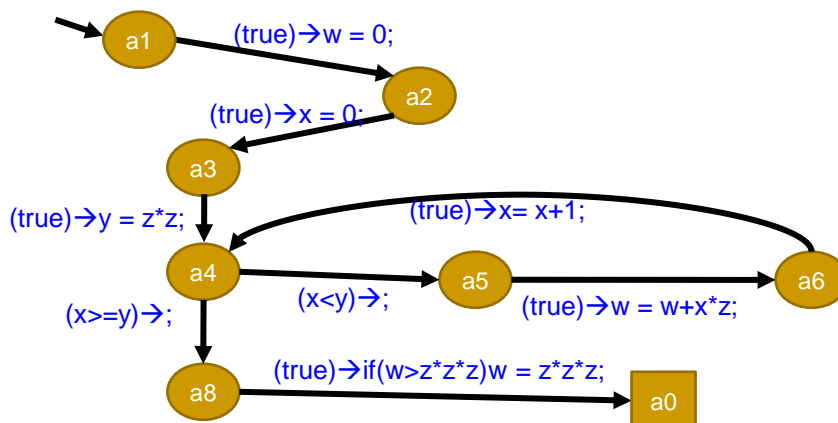 a1
(true)→w = 0;
a2
(true)→x = 0;
a3
(true)→y = z*z;
(true)→x= x+1;
a4
a5
a6
(x<y)→;
(x>=y)→;
(true)→w = w+x*z;
(true)→if(w>z*z*z)w = z*z*z;
a8
a0